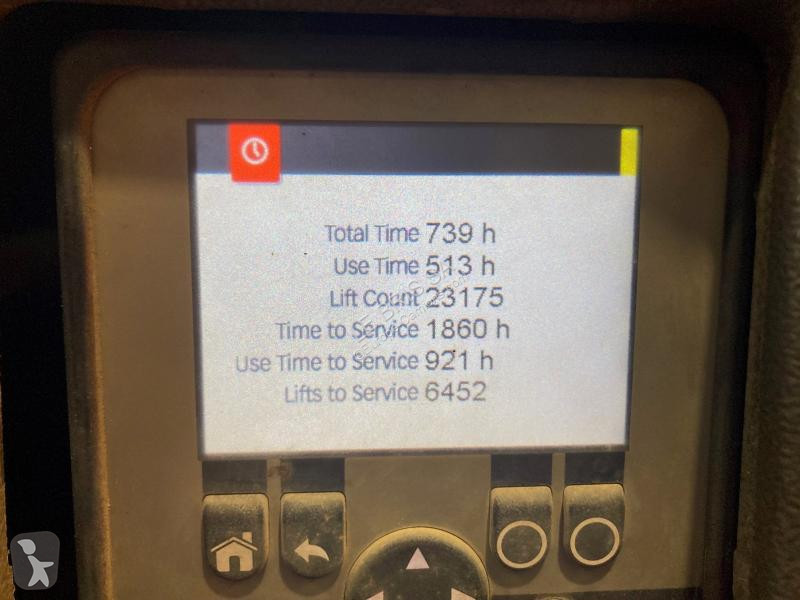 Total Time 739 h
Use Time 513 h
Lift Count 23175
Time to Service 1860 h
Use Time to Service 921 h
Lifts to Service 6452